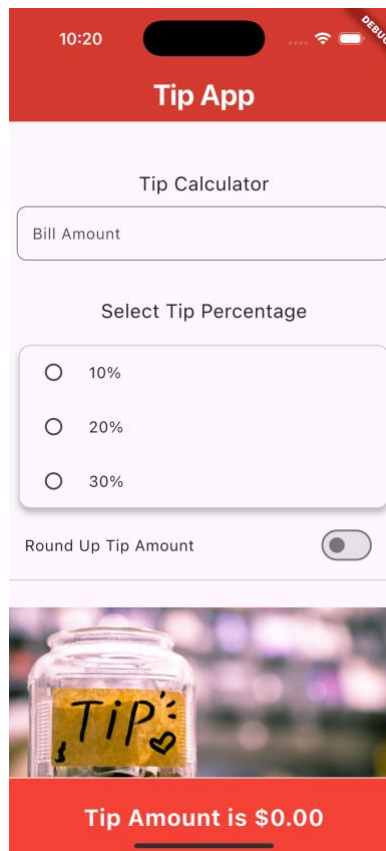 10:20
DEBUG
Tip App
Tip Calculator
Bill Amount
Select Tip Percentage
10%
20%
30%
Round Up Tip Amount
TiP
$
Tip Amount is $0.00